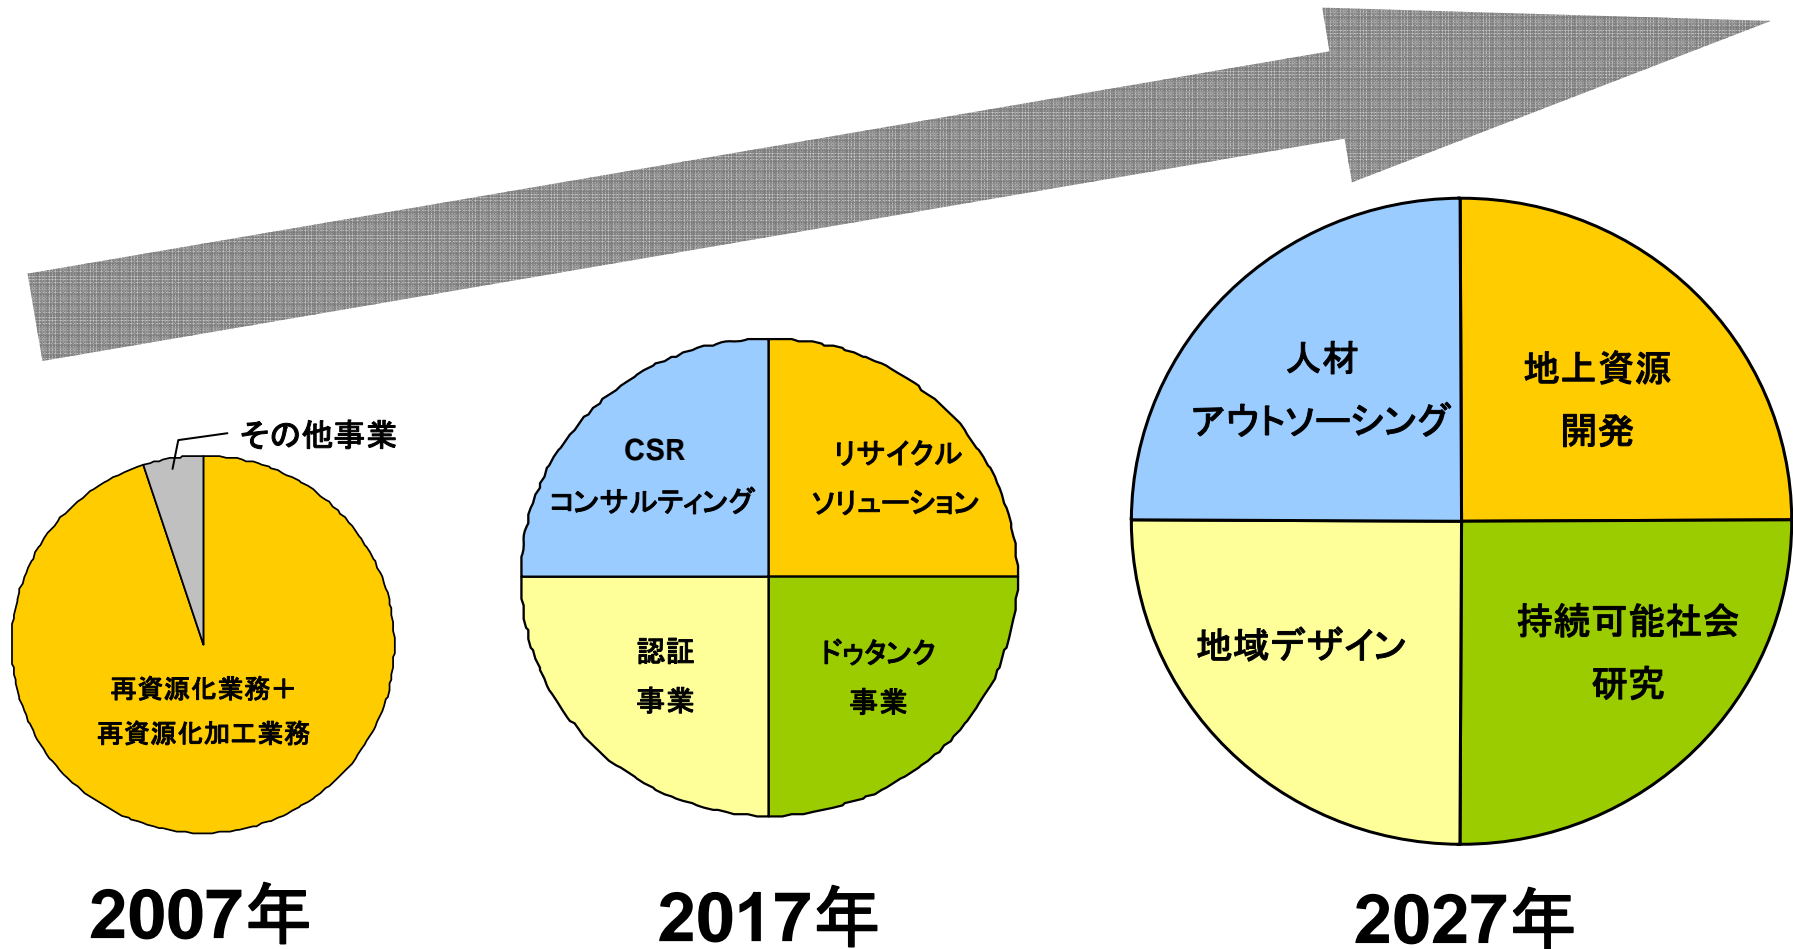 その他事業
再資源化業務＋
再資源化加工業務
2007年
CSR
コンサルティング
リサイクル
ソリューション
認証
事業
ドゥタンク
事業
2017年
人材
アウトソーシング
地上資源
開発
地域デザイン
持続可能社会
研究
2027年